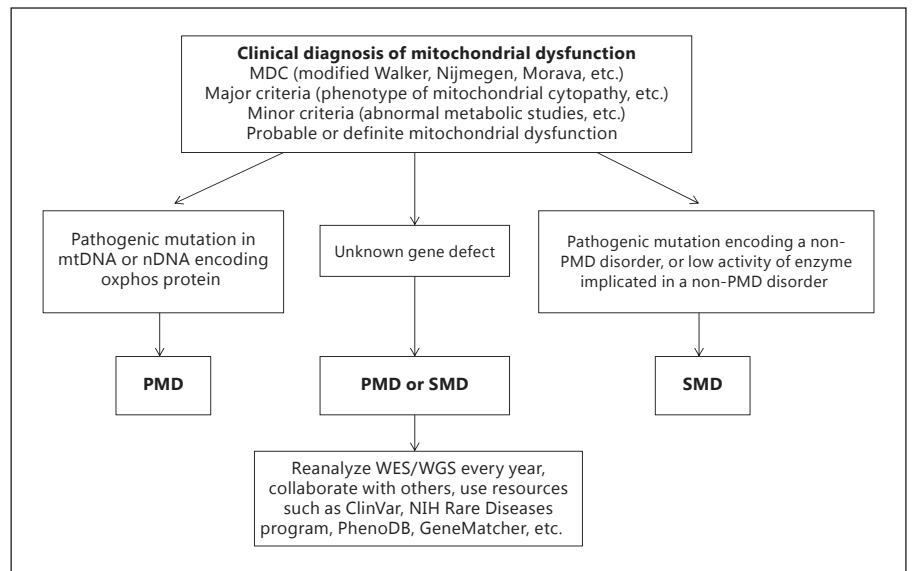 Clinical diagnosis of mitochondrial dysfunction
MDC (modified Walker, Nijmegen, Morava, etc.)
Major criteria (phenotype of mitochondrial cytopathy, etc.)
Minor criteria (abnormal metabolic studies, etc.)
Probable or definite mitochondrial dysfunction
Pathogenic mutation in
mtDNA or nDNA encoding
oxphos protein
Unknown gene defect
Pathogenic mutation encoding a non-
PMD disorder, or low activity of enzyme
implicated in a non-PMD disorder
PMD
PMD or SMD
SMD
Reanalyze WES/WGS every year,
collaborate with others, use resources
such as ClinVar, NIH Rare Diseases
program, PhenoDB, GeneMatcher, etc.